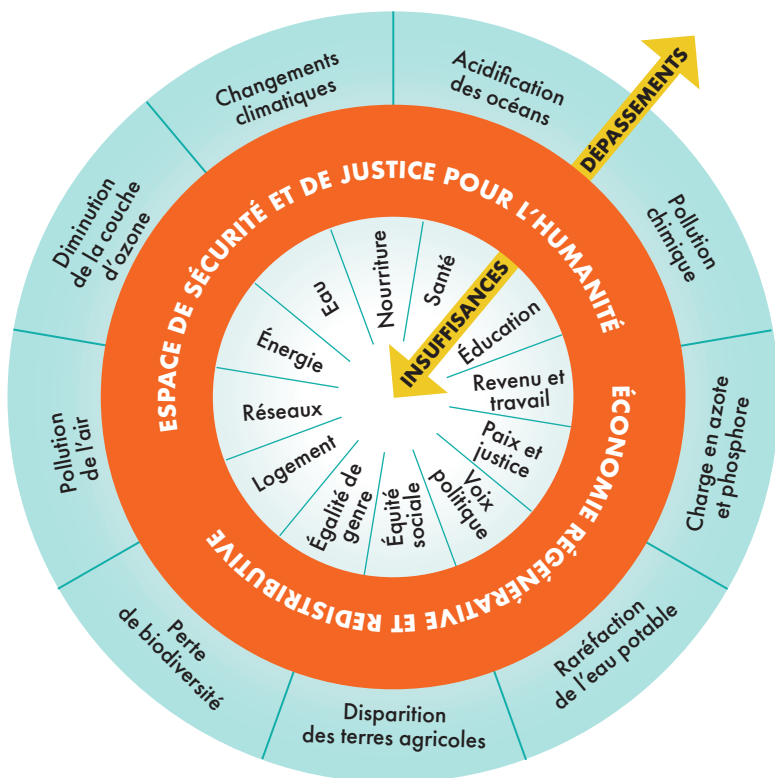 Changements
climatiques
Acidification
des océans
DÉPASSEMENTS
Pollution
chimique
Charge en azote
et phosphore
Raréfaction
de l'eau potable
Disparition
des terres agricoles
Perte
de biodiversité
Pollution
de l'air
Diminution
de la couche
d'ozone
ESPACE DE SÉCURITÉ ET DE JUSTICE POUR L'HUMANITÉ
ÉCONOMIE RÉGÉNÉRATIVE ET REDISTRIBUTIVE
INSUFFISANCES
Nourriture
Santé
Éducation
Revenu et
travail
Paix et
justice
Voix
politique
Équité
sociale
Égalité de
genre
Logement
Réseaux
Énergie
Eau